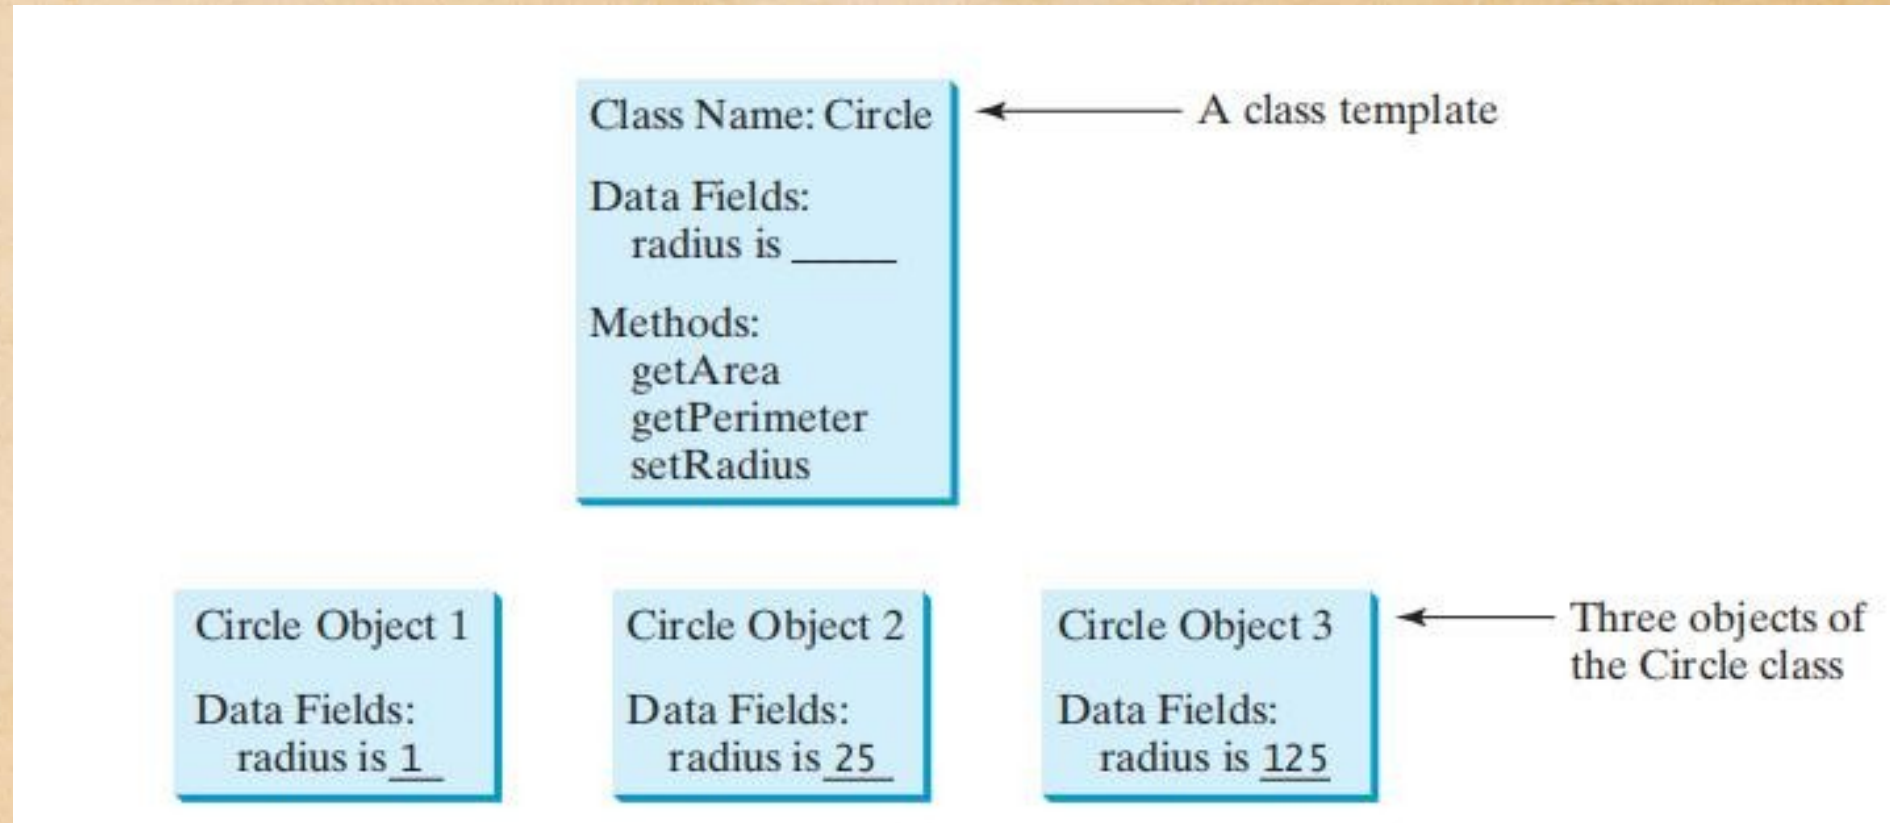 Class Name: Circle
A class template
Data Fields:
radius is _____
Methods:
getArea
getPerimeter
setRadius
Circle Object 1
Data Fields:
radius is 1
Circle Object 2
Data Fields:
radius is 25
Circle Object 3
Data Fields:
radius is 125
Three objects of
the Circle class